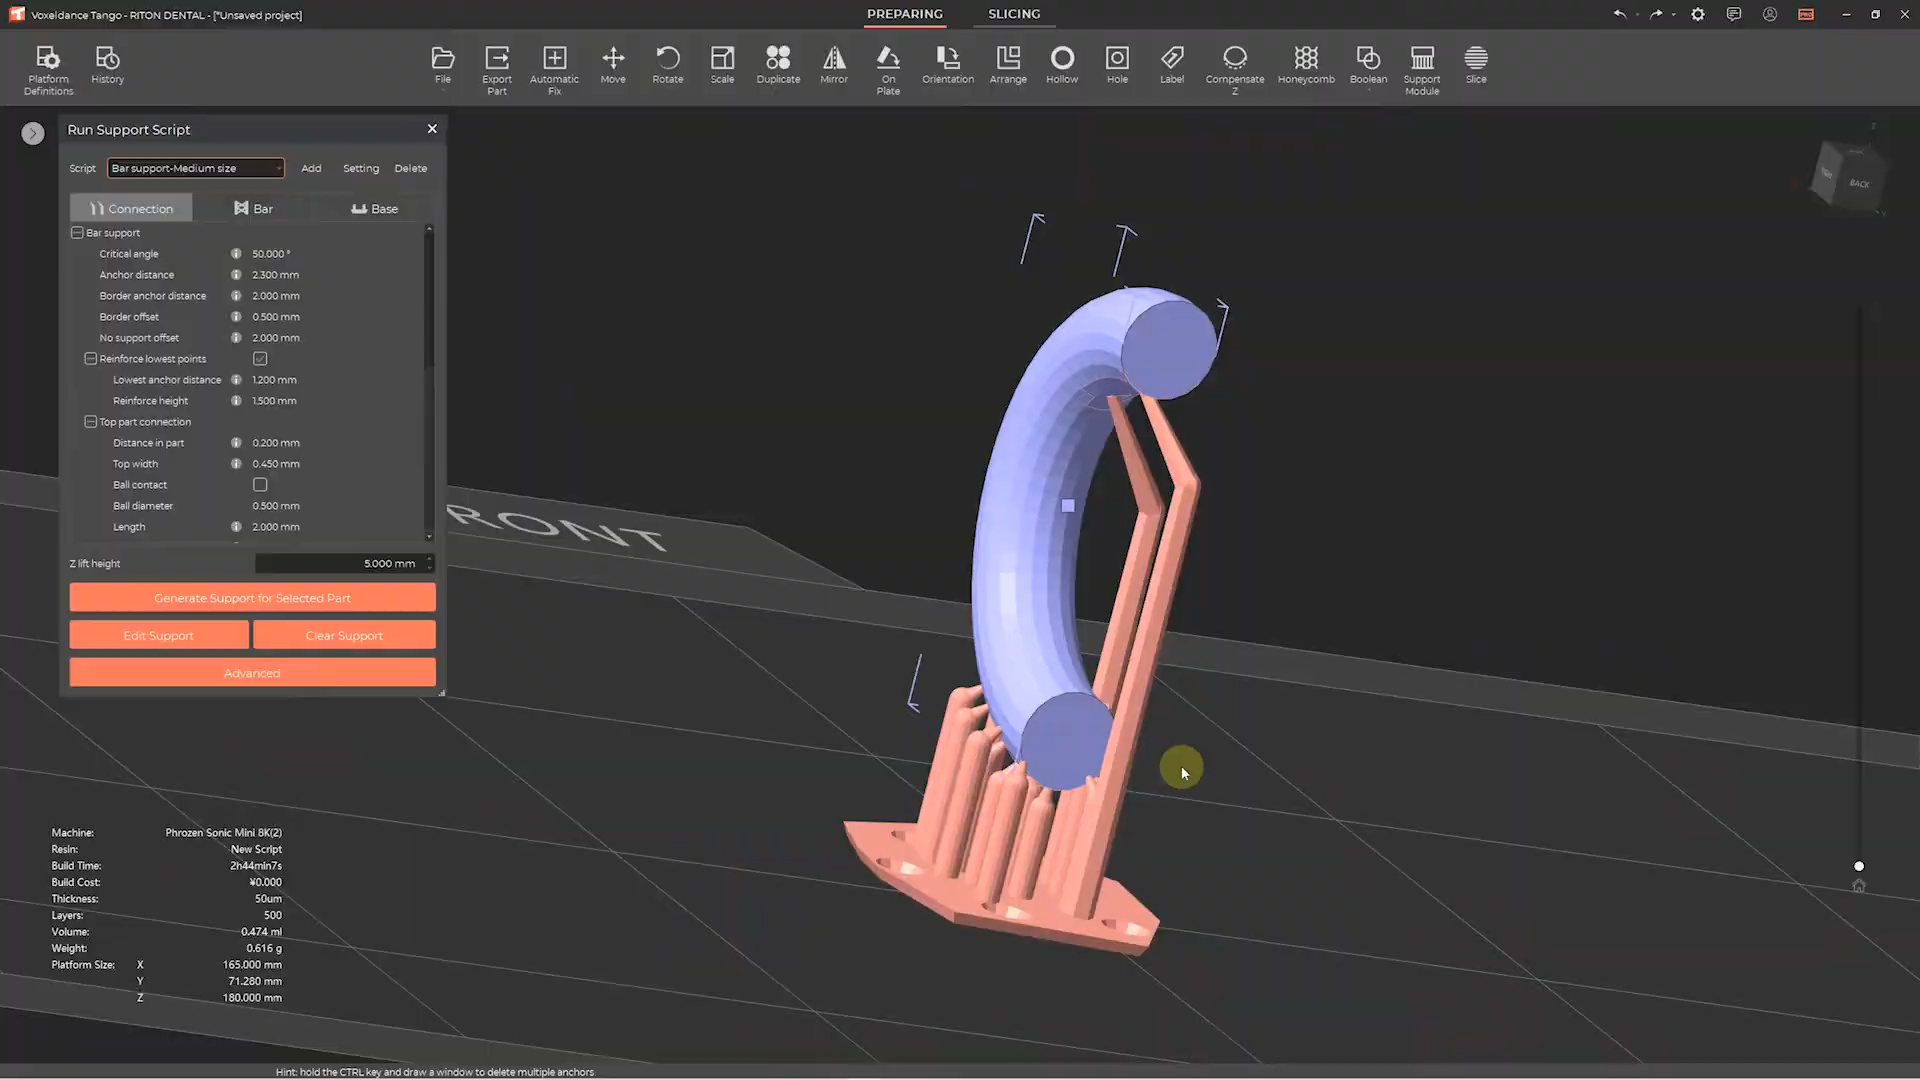 Voxeldance Tango - RITON DENTAL - [*Unsaved project]
PREPARING
SLICING
PRO
Platform Definitions
History
File
Export Part
Automatic Fix
Move
Rotate
Scale
Duplicate
Mirror
On Plate
Orientation
Arrange
Hollow
Hole
Label
Compensate Z
Honeycomb
Boolean
Support Module
Slice
Run Support Script
Script
Bar support-Medium size
Add
Setting
Delete
Connection
Bar
Base
Bar support
Critical angle 50.000 °
Anchor distance 2.300 mm
Border anchor distance 2.000 mm
Border offset 0.500 mm
No support offset 2.000 mm
Reinforce lowest points
Lowest anchor distance 1.200 mm
Reinforce height 1.500 mm
Top part connection
Distance in part 0.200 mm
Top width 0.450 mm
Ball contact
Ball diameter 0.500 mm
Length 2.000 mm
Z lift height 5.000 mm
Generate Support for Selected Part
Edit Support
Clear Support
Advanced
RONT
BACK
Z
Machine: Phrozen Sonic Mini 8K(2)
Resin: New Script
Build Time: 2h44min7s
Build Cost: ¥0.000
Thickness: 50um
Layers: 500
Volume: 0.474 ml
Weight: 0.616 g
Platform Size: X 165.000 mm
Y 71.280 mm
Z 180.000 mm
Hint: hold the CTRL key and draw a window to delete multiple anchors